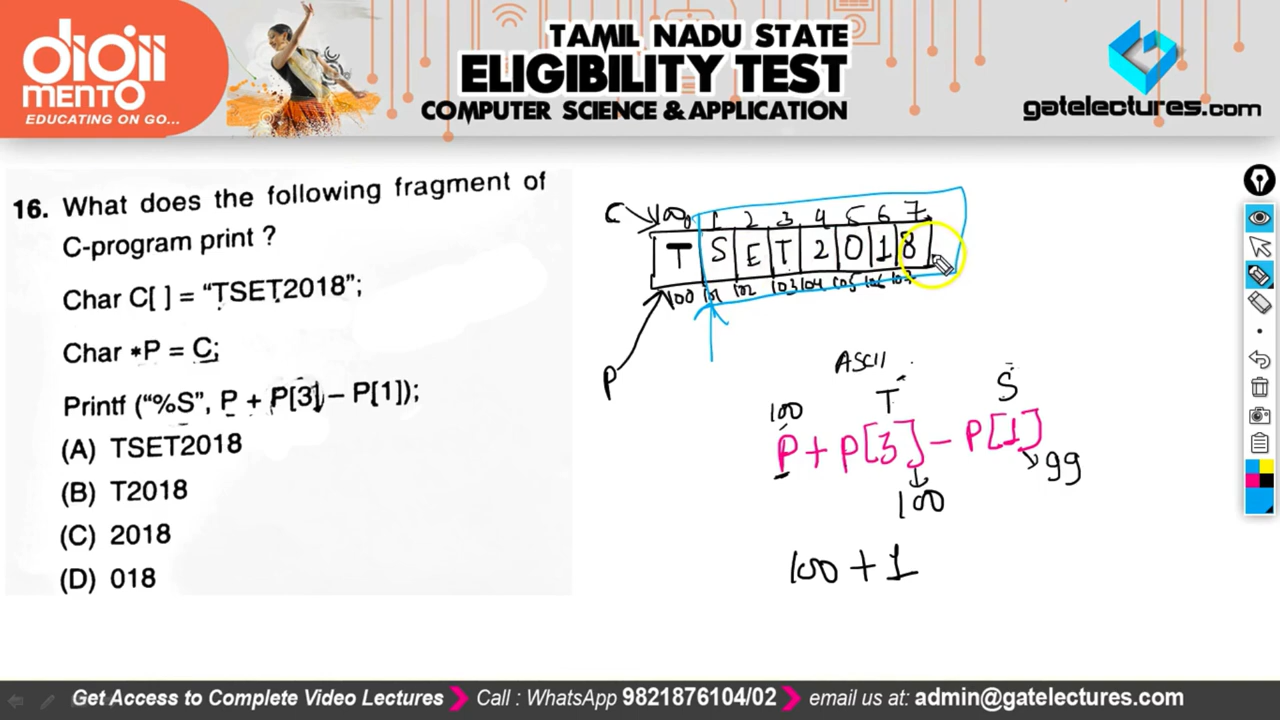 digii
MENTO
EDUCATING ON GO...
TAMIL NADU STATE
ELIGIBILITY TEST
COMPUTER SCIENCE & APPLICATION
gatelectures.com
16. What does the following fragment of
C-program print ?
Char C[ ] = “TSET2018”;
Char *P = C;
Printf (“%S”, P + P[3] – P[1]);
(A) TSET2018
(B) T2018
(C) 2018
(D) 018
C 100 1 2 3 4 5 6 7
T S E T 2 0 1 8
100 101 102 103 104 105 106 107
P
ASCII
T S
100
P + P[3] - P[1]
100 99
100 + 1
Get Access to Complete Video Lectures Call : WhatsApp 9821876104/02 email us at: admin@gatelectures.com